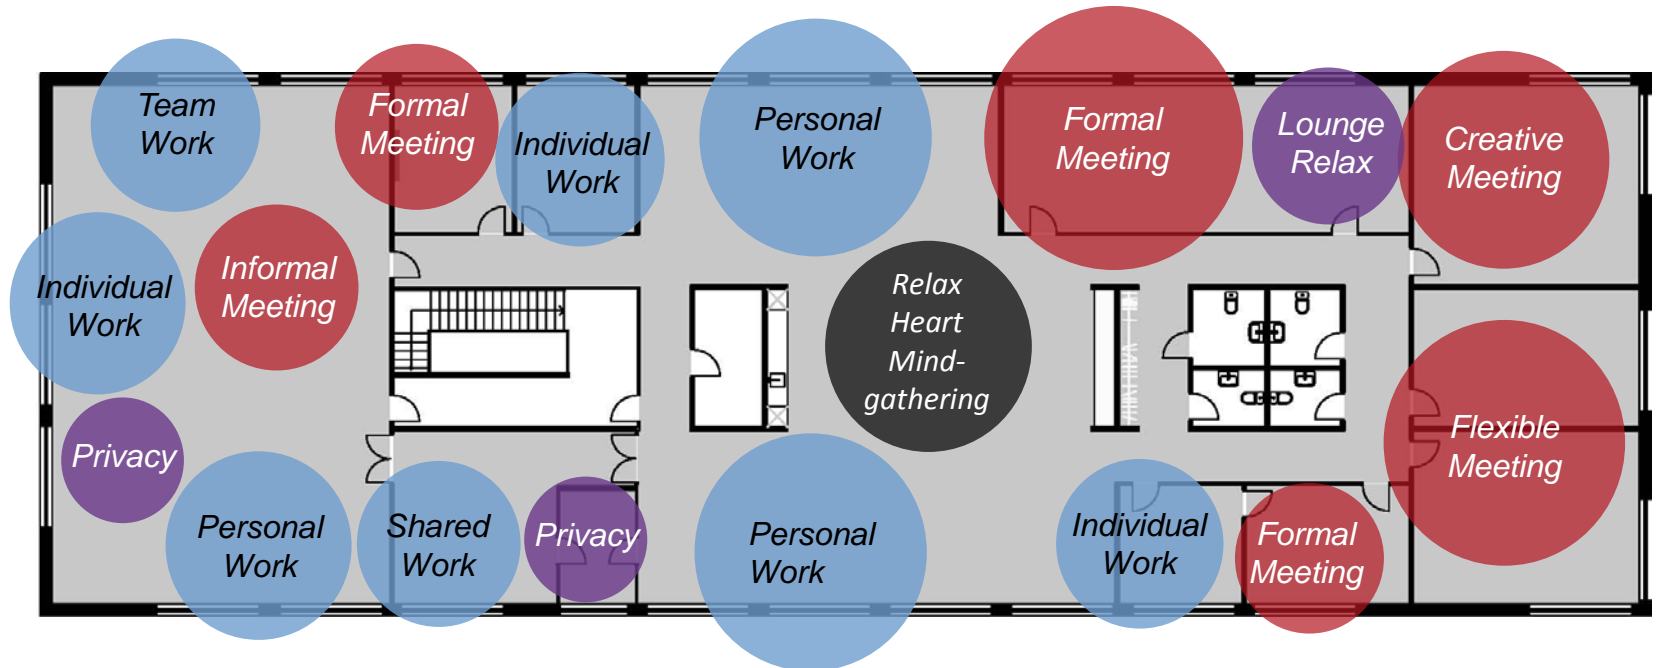 Team
Work
Formal
Meeting
Individual
Work
Personal
Work
Formal
Meeting
Lounge
Relax
Creative
Meeting
Individual
Work
Informal
Meeting
Relax
Heart
Mind-
gathering
Privacy
Personal
Work
Shared
Work
Privacy
Personal
Work
Individual
Work
Formal
Meeting
Flexible
Meeting